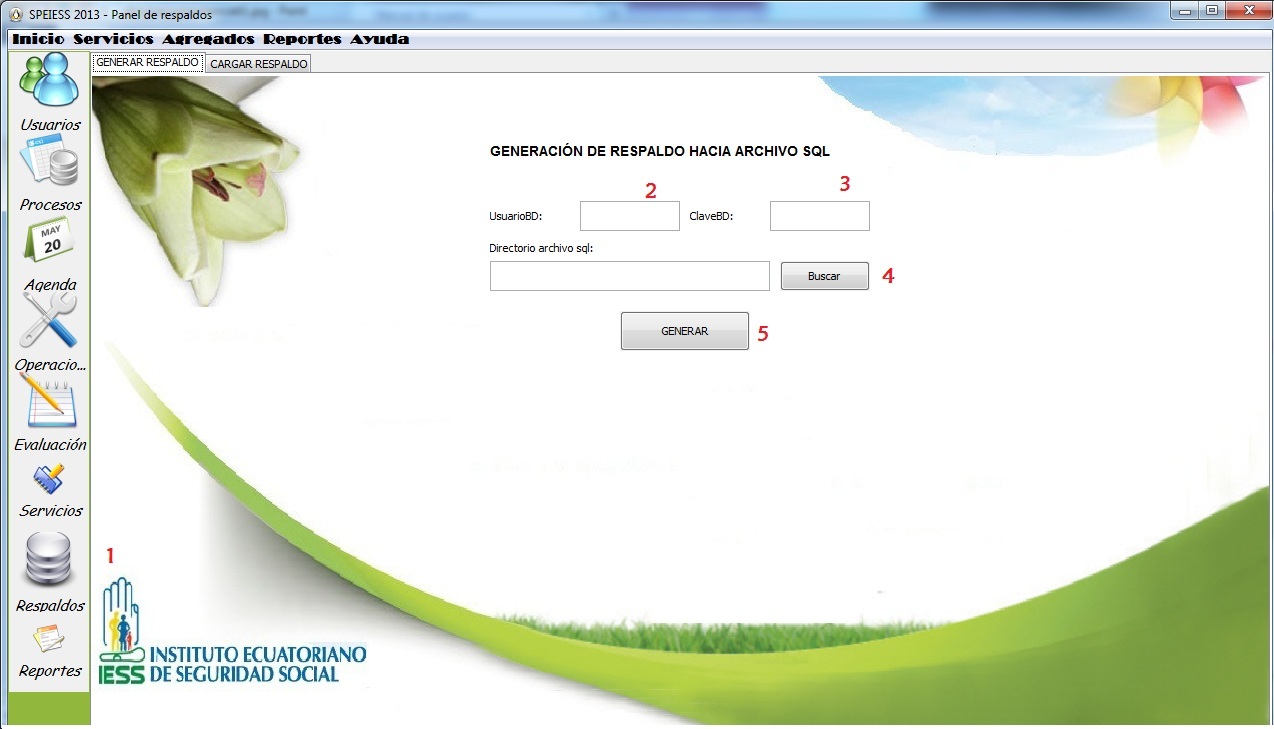 SPEIESS 2013 - Panel de respaldos
Inicio Servicios Agregados Reportes Ayuda
GENERAR RESPALDO CARGAR RESPALDO
Usuarios
Procesos
MAY
20
Agenda
Operacio...
Evaluación
Servicios
Respaldos
Reportes
GENERACIÓN DE RESPALDO HACIA ARCHIVO SQL
2 3
UsuarioBD: ClaveBD:
Directorio archivo sql:
Buscar 4
GENERAR 5
1
IESS INSTITUTO ECUATORIANO
DE SEGURIDAD SOCIAL